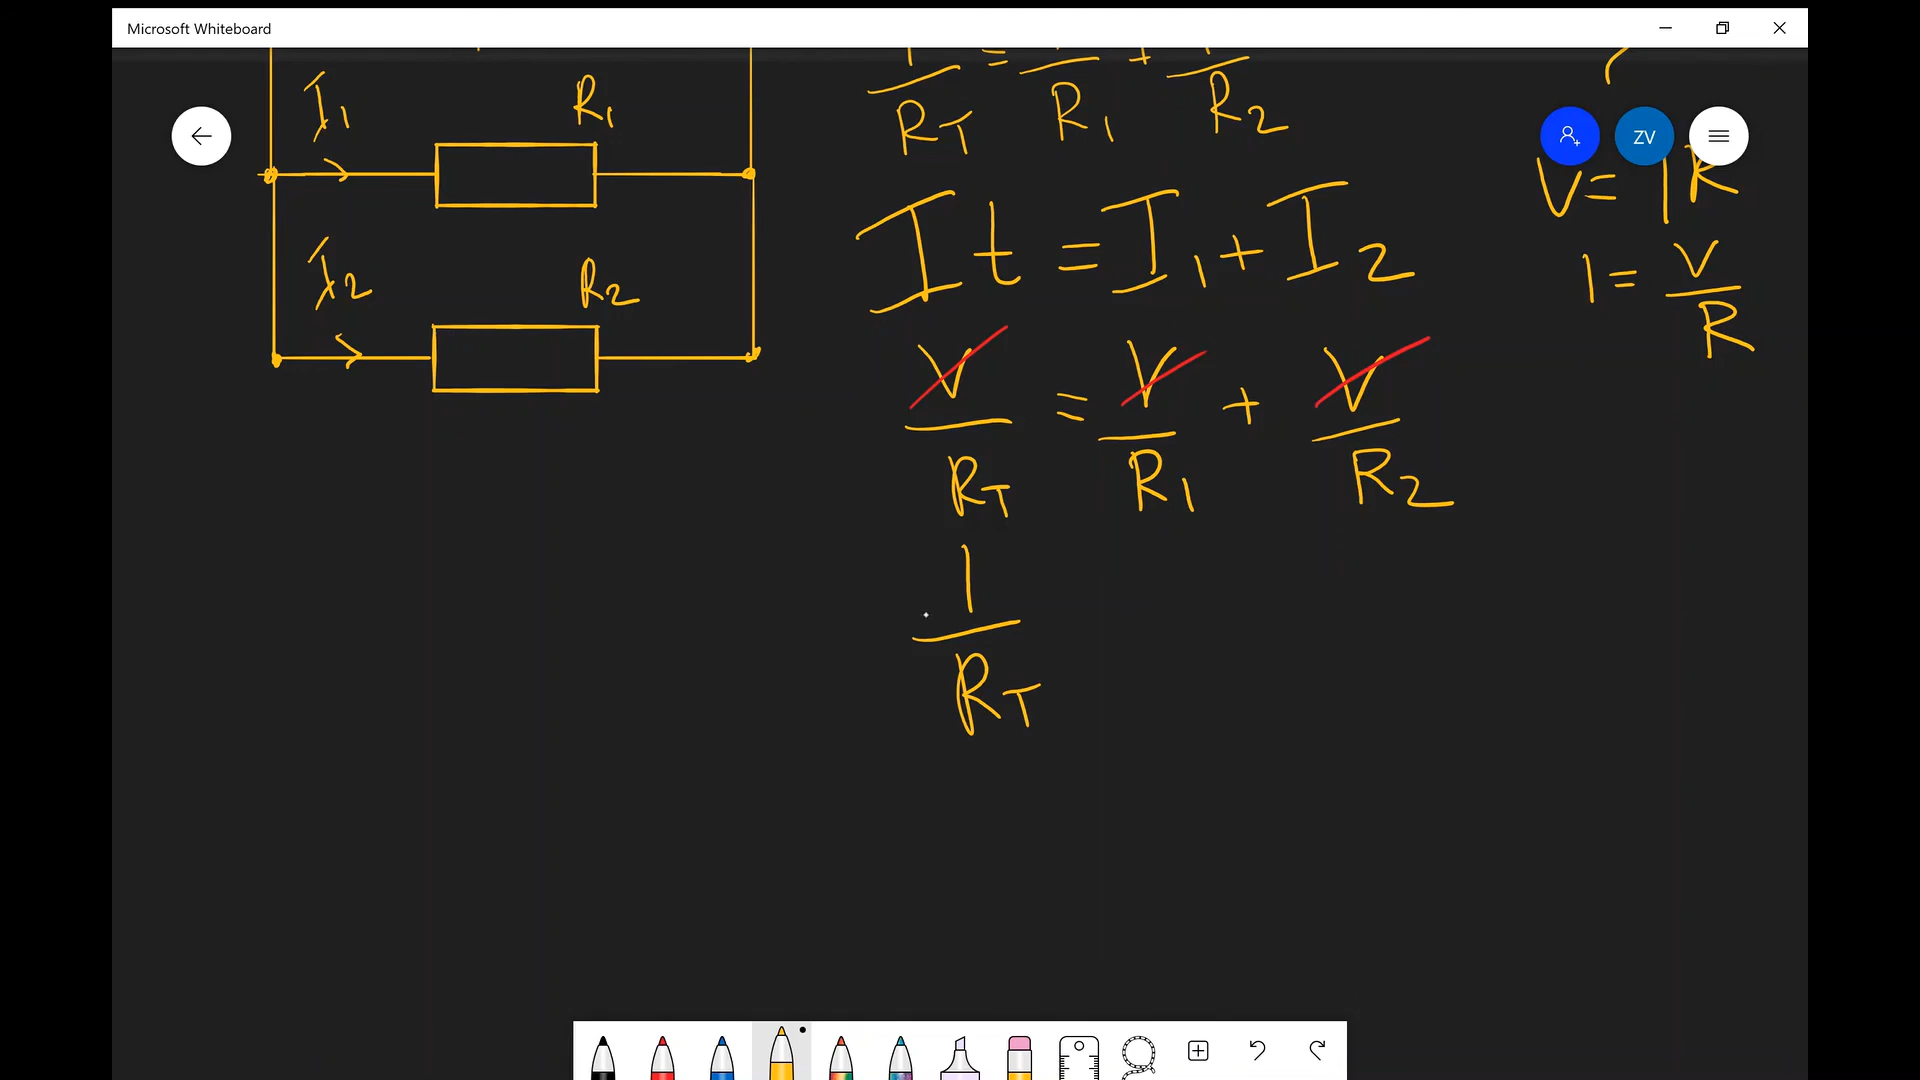 Microsoft Whiteboard
I1 R1
I2 R2
RT R1 R2
ZV
V = IR
It = I1 + I2
I = V/R
V/RT = V/R1 + V/R2
1/RT